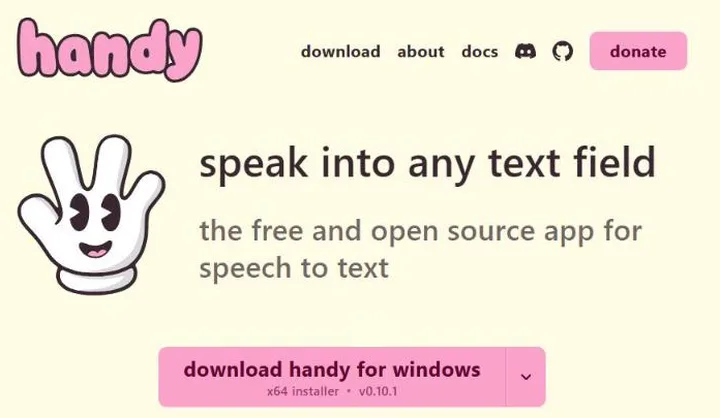 handy
download about docs donate
speak into any text field
the free and open source app for
speech to text
download handy for windows
x64 installer • v0.10.1